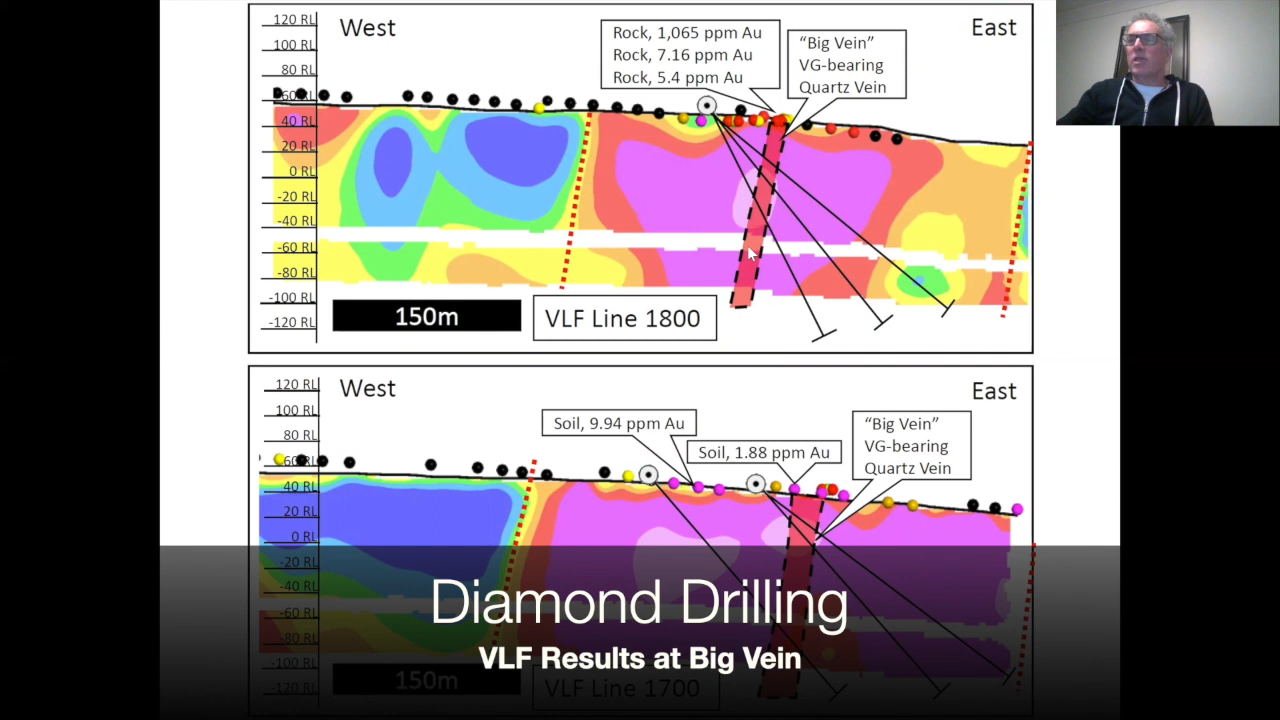 West
East
120 RL
100 RL
80 RL
60 RL
40 RL
20 RL
0 RL
-20 RL
-40 RL
-60 RL
-80 RL
-100 RL
-120 RL
Rock, 1,065 ppm Au
Rock, 7.16 ppm Au
Rock, 5.4 ppm Au
“Big Vein”
VG-bearing
Quartz Vein
150m
VLF Line 1800
West
East
120 RL
100 RL
80 RL
60 RL
40 RL
20 RL
0 RL
-20 RL
-40 RL
-60 RL
-80 RL
-100 RL
-120 RL
Soil, 9.94 ppm Au
Soil, 1.88 ppm Au
“Big Vein”
VG-bearing
Quartz Vein
150m
VLF Line 1700
Diamond Drilling
VLF Results at Big Vein